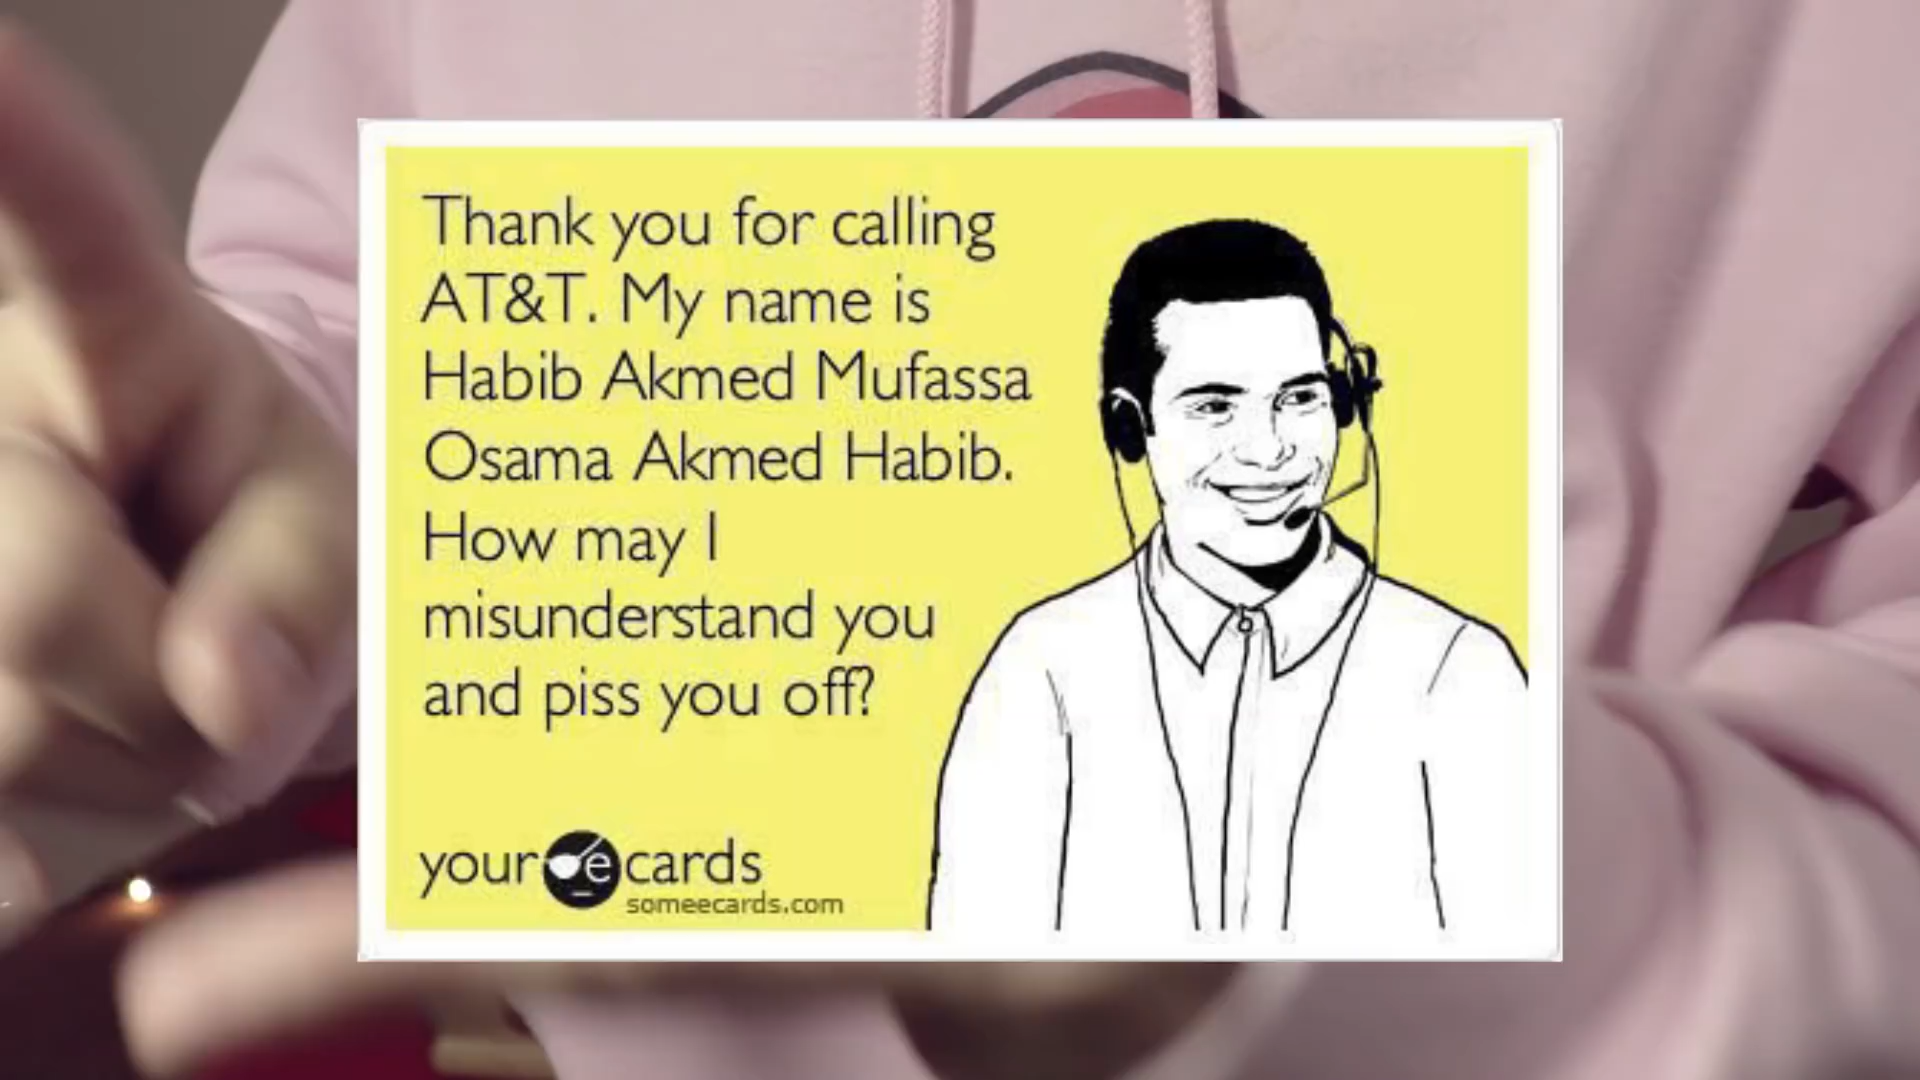 Thank you for calling
AT&T. My name is
Habib Akmed Mufassa
Osama Akmed Habib.
How may I
misunderstand you
and piss you off?
your e cards
someecards.com